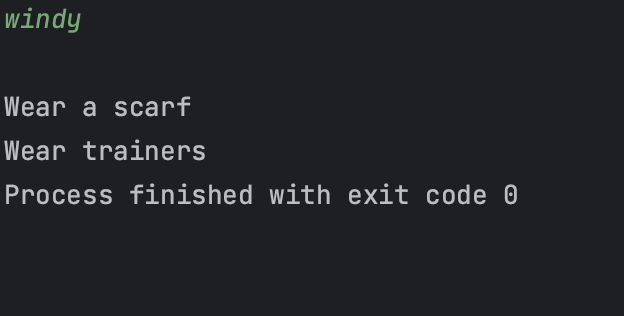 windy
Wear a scarf
Wear trainers
Process finished with exit code 0